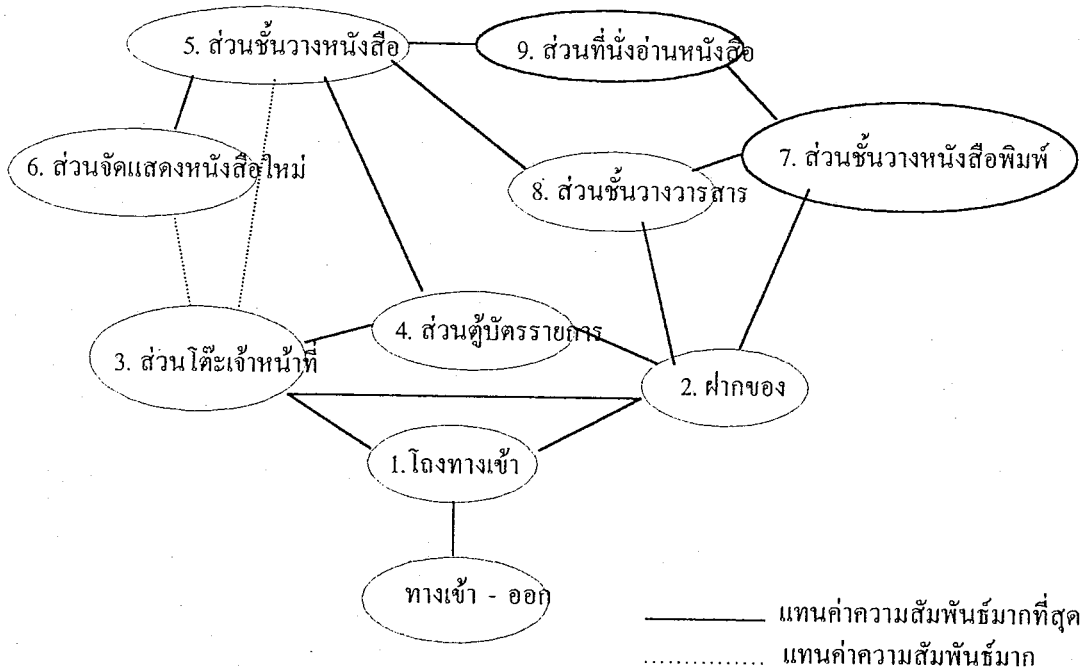 5. ส่วนชั้นวางหนังสือ
9. ส่วนที่นั่งอ่านหนังสือ
6. ส่วนจัดแสดงหนังสือใหม่
7. ส่วนชั้นวางหนังสือพิมพ์
8. ส่วนชั้นวางวารสาร
4. ส่วนตู้บัตรรายการ
3. ส่วนโต๊ะเจ้าหน้าที่
2. ฝากของ
1.โถงทางเข้า
ทางเข้า - ออก
แทนค่าความสัมพันธ์มากที่สุด
แทนค่าความสัมพันธ์มาก